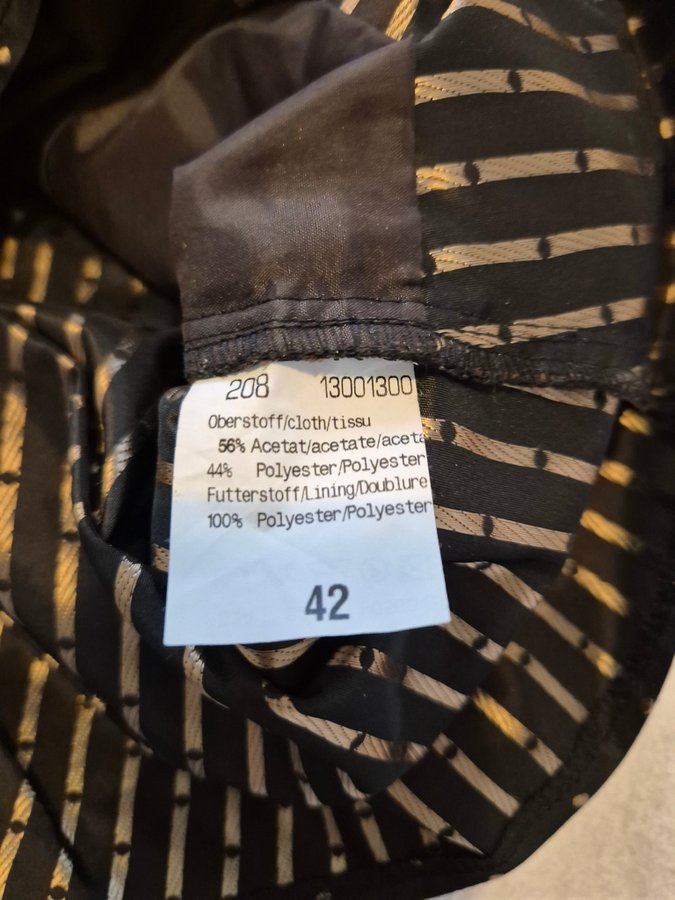 208 13001300
Oberstoff/cloth/tissu
56% Acetat/acetate/aceta
44% Polyester/Polyester
Futterstoff/Lining/Doublure
100% Polyester/Polyester
42